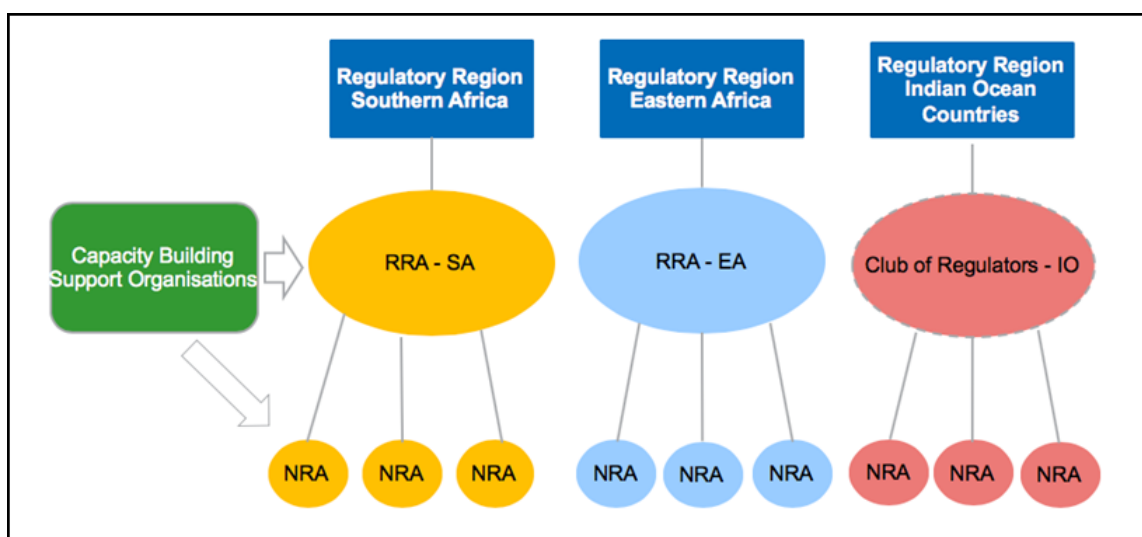 Regulatory Region
Southern Africa
Regulatory Region
Eastern Africa
Regulatory Region
Indian Ocean
Countries
Capacity Building
Support Organisations
RRA - SA
RRA - EA
Club of Regulators - IO
NRA
NRA
NRA
NRA
NRA
NRA
NRA
NRA
NRA